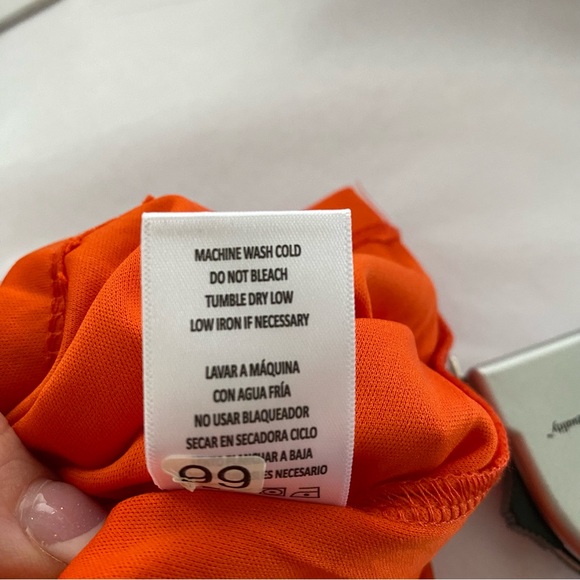 MACHINE WASH COLD
DO NOT BLEACH
TUMBLE DRY LOW
LOW IRON IF NECESSARY
LAVAR A MÁQUINA
CON AGUA FRÍA
NO USAR BLAQUEADOR
SECAR EN SECADORA CICLO
A BAJA
ES NECESARIO
99